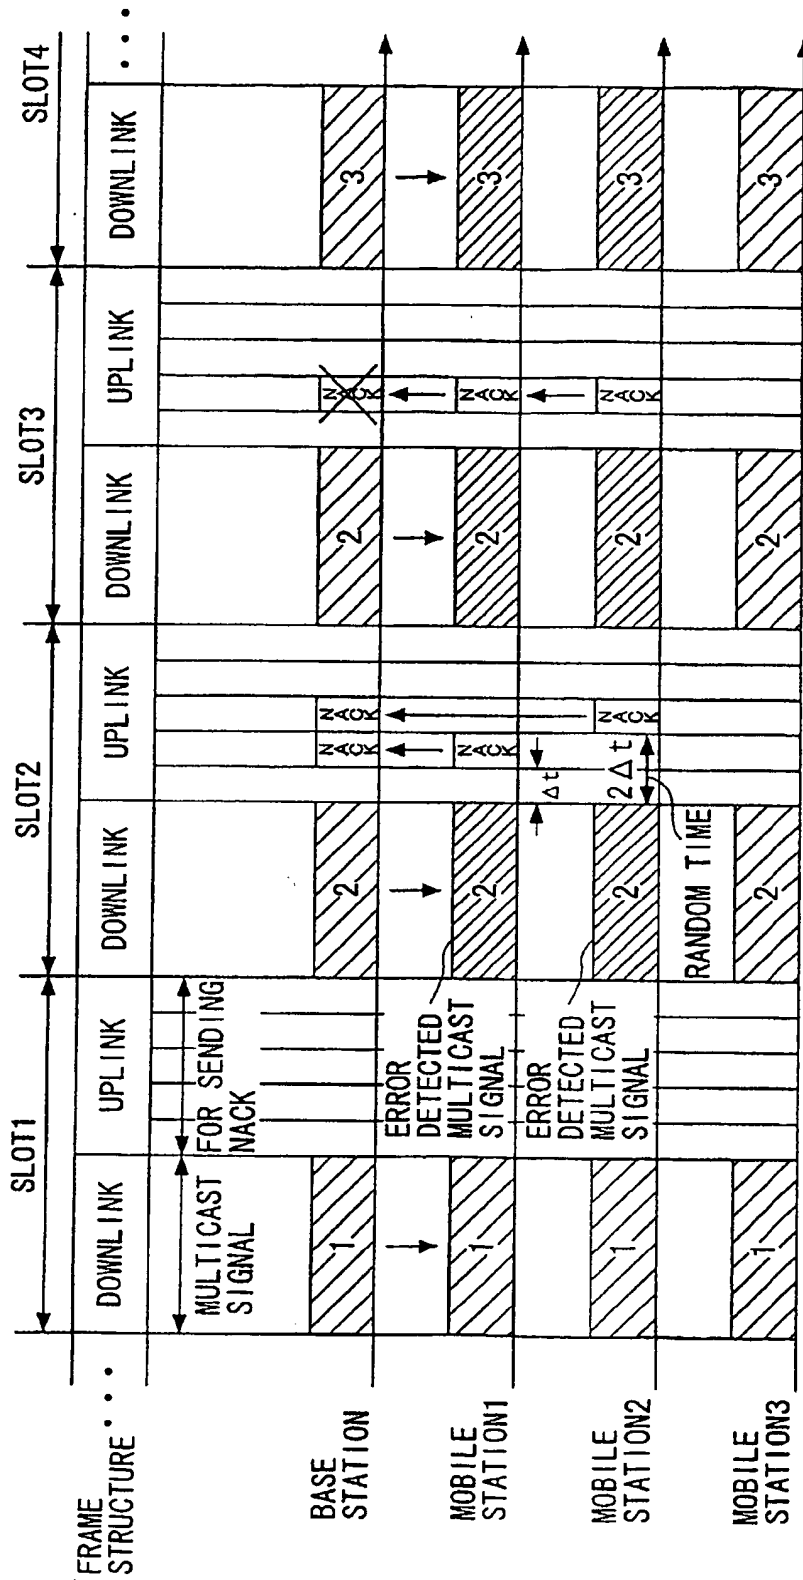 SLOT1
SLOT2
SLOT3
SLOT4
FRAME
STRUCTURE
DOWNLINK
UPLINK
DOWNLINK
UPLINK
DOWNLINK
UPLINK
DOWNLINK
MULTICAST
SIGNAL
FOR SENDING
NACK
BASE
STATION
1
2
NACK
NACK
2
NACK
3
ERROR
DETECTED
MULTICAST
SIGNAL
MOBILE
STATION1
1
2
NACK
2
NACK
3
Δt
ERROR
DETECTED
MULTICAST
SIGNAL
MOBILE
STATION2
1
2
NACK
2
NACK
3
2Δt
RANDOM TIME
MOBILE
STATION3
1
2
2
3